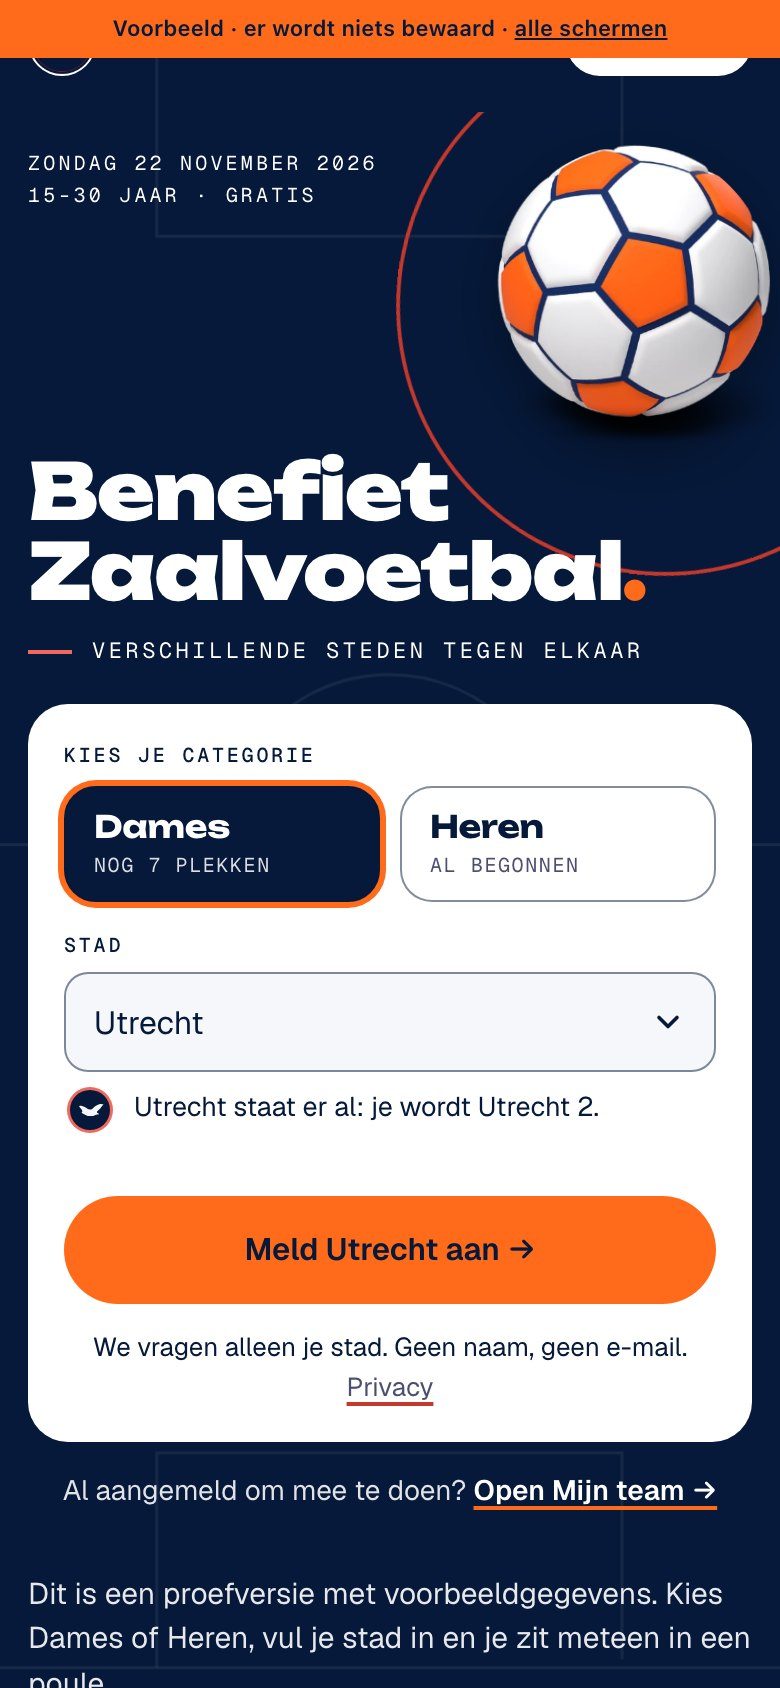 Voorbeeld · er wordt niets bewaard · alle schermen
ZONDAG 22 NOVEMBER 2026
15-30 JAAR · GRATIS
Benefiet
Zaalvoetbal.
VERSCHILLENDE STEDEN TEGEN ELKAAR
KIES JE CATEGORIE
Dames
NOG 7 PLEKKEN
Heren
AL BEGONNEN
STAD
Utrecht
Utrecht staat er al: je wordt Utrecht 2.
Meld Utrecht aan →
We vragen alleen je stad. Geen naam, geen e-mail.
Privacy
Al aangemeld om mee te doen? Open Mijn team →
Dit is een proefversie met voorbeeldgegevens. Kies
Dames of Heren, vul je stad in en je zit meteen in een
poule